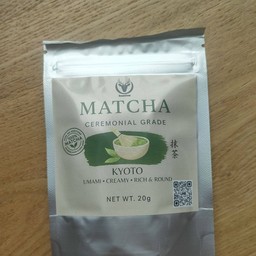 MATCHA
CEREMONIAL GRADE
抹
茶
KYOTO
UMAMI • CREAMY • RICH & ROUND
NET WT. 20g